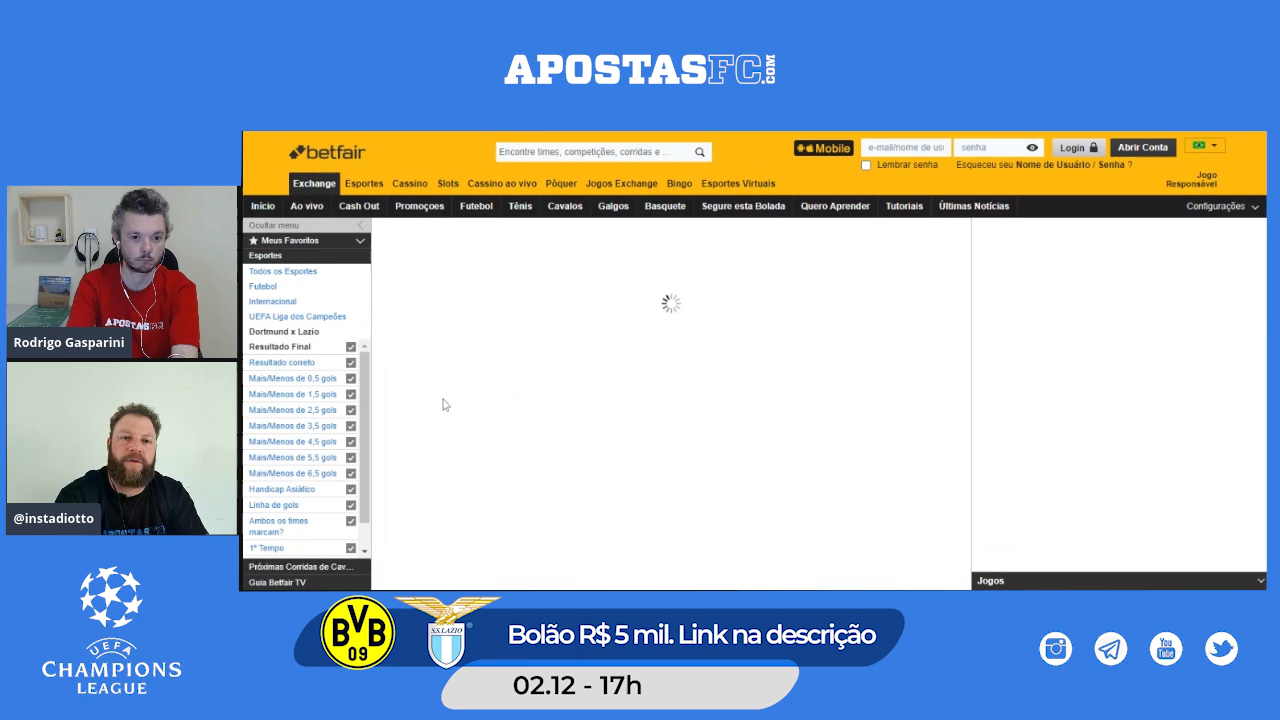 APOSTASFC.COM
betfair
Encontre times, competições, corridas e ...
Mobile
e-mail/nome de usu
senha
Login
Abrir Conta
Lembrar senha
Esqueceu seu Nome de Usuário / Senha ?
Exchange Esportes Cassino Slots Cassino ao vivo Pôquer Jogos Exchange Bingo Esportes Virtuais
Jogo
Responsável
Início Ao vivo Cash Out Promoçoes Futebol Tênis Cavalos Galgos Basquete Segure esta Bolada Quero Aprender Tutoriais Últimas Notícias Configurações
Ocultar menu
Meus Favoritos
Esportes
Todos os Esportes
Futebol
Internacional
UEFA Liga dos Campeões
Dortmund x Lazio
Resultado Final
Resultado correto
Mais/Menos de 0,5 gols
Mais/Menos de 1,5 gols
Mais/Menos de 2,5 gols
Mais/Menos de 3,5 gols
Mais/Menos de 4,5 gols
Mais/Menos de 5,5 gols
Mais/Menos de 6,5 gols
Handicap Asiático
Linha de gols
Ambos os times
marcam?
1º Tempo
Próximas Corridas de Cav...
Guia Betfair TV
Jogos
APOSTASFC
Rodrigo Gasparini
@instadiotto
UEFA
CHAMPIONS
LEAGUE
BVB
09
S.S.LAZIO
Bolão R$ 5 mil. Link na descrição
02.12 - 17h
You
Tube